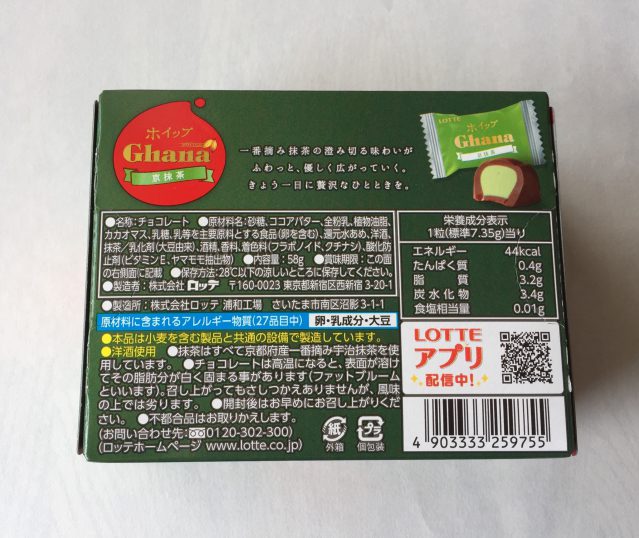 ホイップ
Ghana
京抹茶
一番摘み抹茶の澄み切る味わいが
ふわっと、優しく広がっていく。
きょう一日に贅沢なひとときを。
LOTTE
ホイップ
Ghana
京抹茶
●名称:チョコレート ●原材料名:砂糖、ココアバター、全粉乳、植物油脂、
カカオマス、乳糖、乳等を主要原料とする食品(卵を含む)、還元水あめ、洋酒、
抹茶/乳化剤(大豆由来)、酒精、香料、着色料(フラボノイド、クチナシ)、酸化防
止剤(ビタミンE、ヤマモモ抽出物) ●内容量:58g ●賞味期限:この面
の右側面に記載 ●保存方法:28℃以下の涼しいところに保存してください。
●製造者:株式会社 ロッテ 〒160-0023 東京都新宿区西新宿3-20-1
●製造所:株式会社ロッテ 浦和工場 さいたま市南区沼影3-1-1
原材料に含まれるアレルギー物質(27品目中) 卵・乳成分・大豆
●本品は小麦を含む製品と共通の設備で製造しています。
●洋酒使用 ●抹茶はすべて京都府産一番摘み宇治抹茶を使
用しています。 ●チョコレートは高温になると、表面が溶け
てその脂肪分が白く固まる事があります(ファットブルーム
といいます)。召し上がってもさしつかえありませんが、風味
の上では劣ります。 ●開封後はお早めにお召し上がりくだ
さい。 ●不都合品はお取りかえします。
(お問い合わせ先:0120-302-300)
(ロッテホームページ www.lotte.co.jp)
紙
外箱
プラ
個包装
栄養成分表示
1粒(標準7.35g)当り
エネルギー 44kcal
たんぱく質 0.4g
脂質 3.2g
炭水化物 3.4g
食塩相当量 0.01g
LOTTE
アプリ
配信中!
4 903333 259755